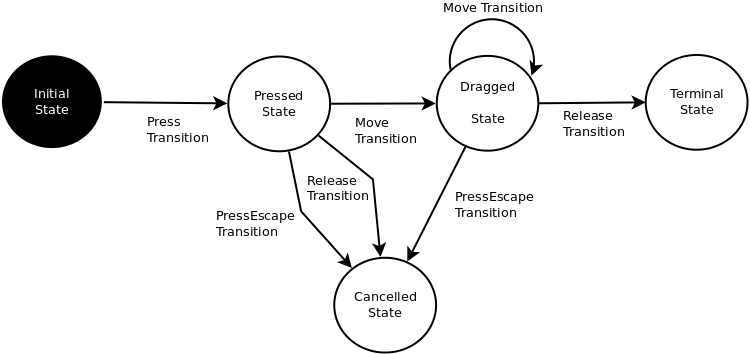 Move Transition
Initial
State
Press
Transition
Pressed
State
Move
Transition
Dragged
State
Release
Transition
Terminal
State
Release
Transition
PressEscape
Transition
PressEscape
Transition
Cancelled
State